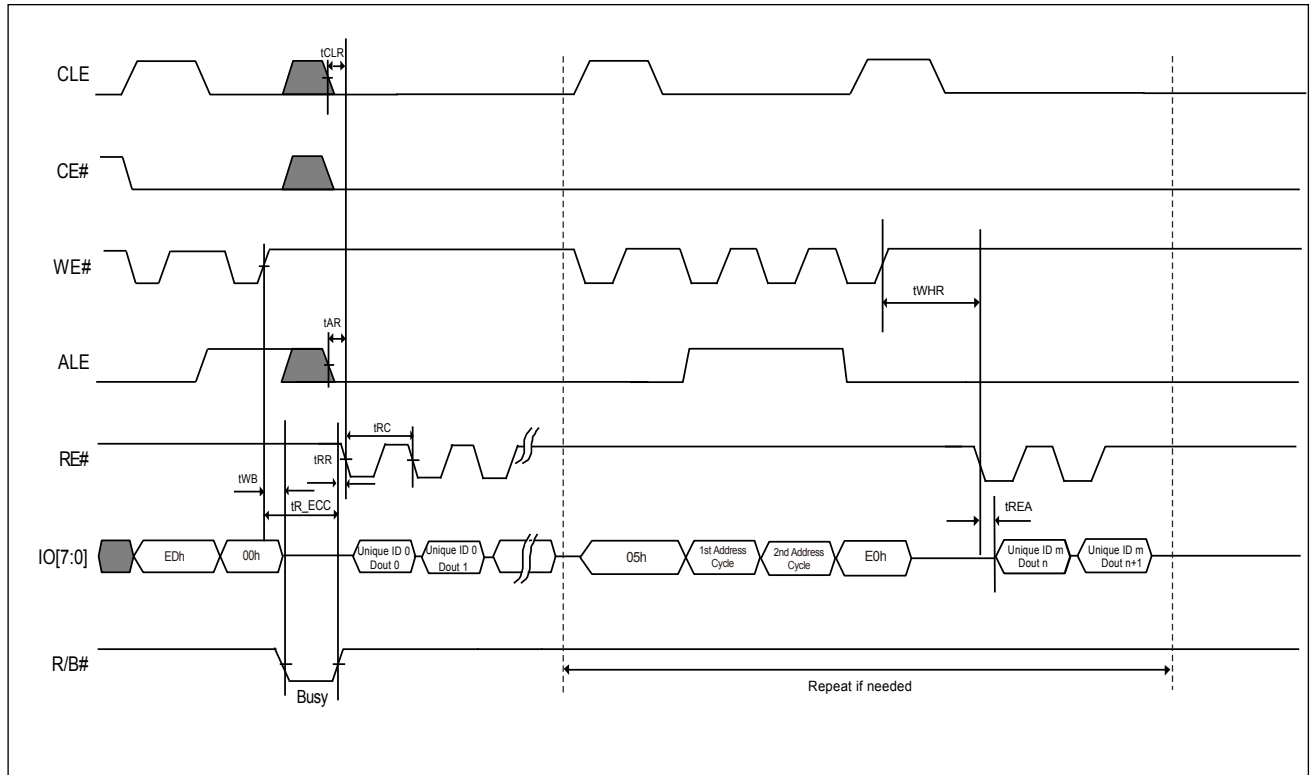 tCLR
CLE
CE#
WE#
tWHR
tAR
ALE
tRC
RE#
tRR
tWB
tR_ECC
tREA
IO[7:0]
EDh
00h
Unique ID 0
Dout 0
Unique ID 0
Dout 1
05h
1st Address
Cycle
2nd Address
Cycle
E0h
Unique ID m
Dout n
Unique ID m
Dout n+1
R/B#
Busy
Repeat if needed